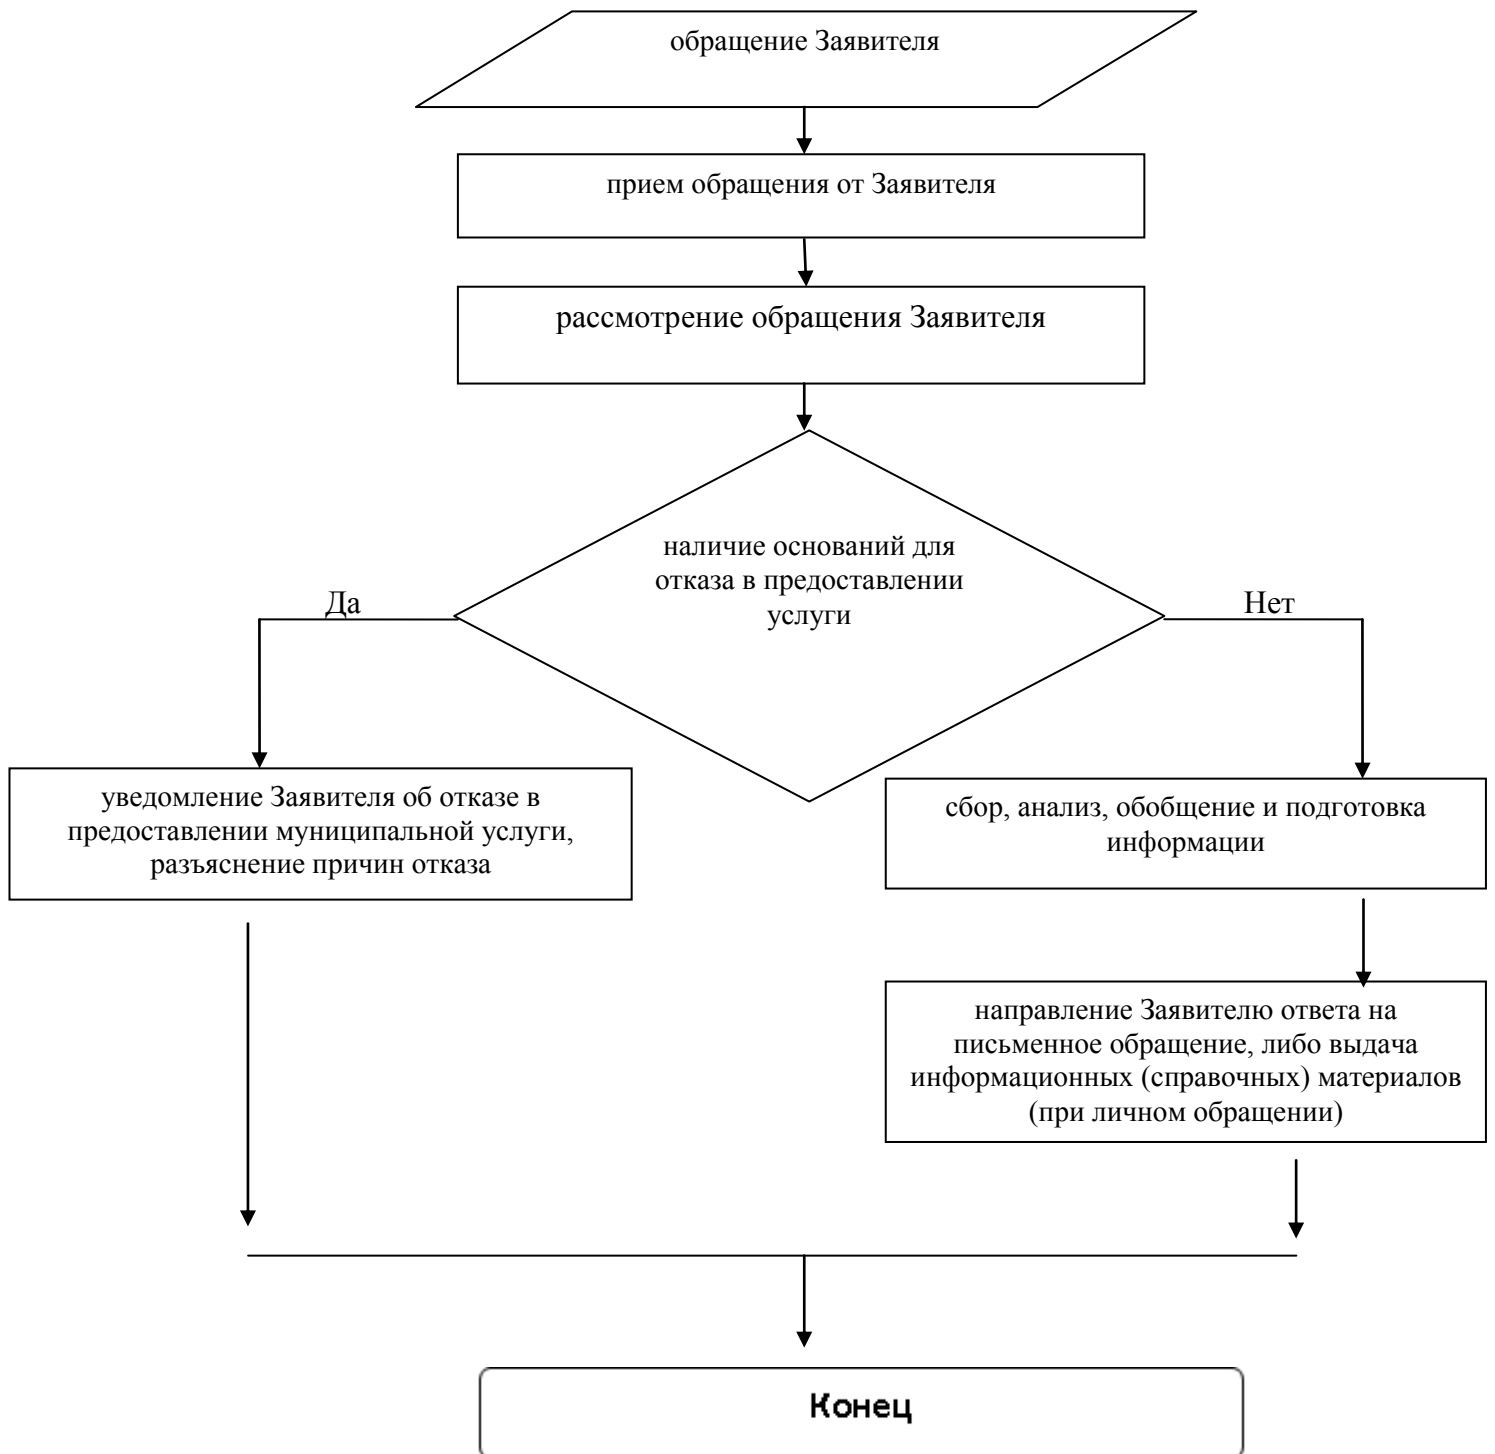 обращение Заявителя
прием обращения от Заявителя
рассмотрение обращения Заявителя
наличие оснований для
отказа в предоставлении
услуги
Да
Нет
уведомление Заявителя об отказе в
предоставлении муниципальной услуги,
разъяснение причин отказа
сбор, анализ, обобщение и подготовка
информации
направление Заявителю ответа на
письменное обращение, либо выдача
информационных (справочных) материалов
(при личном обращении)
Конец